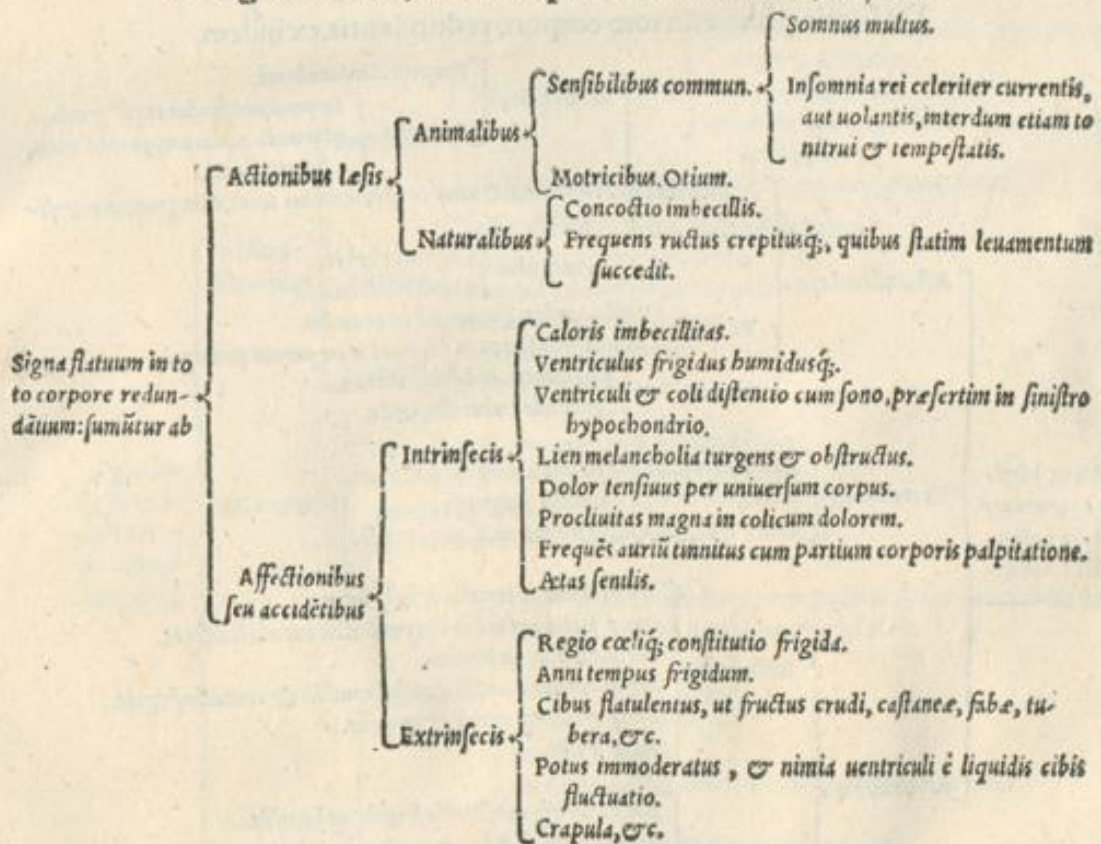 Somnus multus.
Senſibilibus commun.
Inſomnia rei celeriter currentis,
aut uolantis, interdum etiam to
nitrui & tempeſtatis.
Animalibus
Actionibus læſis
Motricibus. Otium.
Concoctio imbecillis.
Naturalibus
Frequens ructus crepituſq́;, quibus ſtatim leuamentum
ſuccedit.
Signa flatuum in to
to corpore redun-
dãtium: ſumũtur ab
Caloris imbecillitas.
Ventriculus frigidus humiduſq́;.
Ventriculi & coli diſtentio cum ſono, præſertim in ſiniſtro
hypochondrio.
Intrinſecis
Lien melancholia turgens & obſtructus.
Dolor tenſiuus per uniuerſum corpus.
Procliuitas magna in colicum dolorem.
Frequẽs auriũ tinnitus cum partium corporis palpitatione.
Ætas ſenilis.
Affectionibus
ſeu accidẽtibus
Regio cœliq́; conſtitutio frigida.
Anni tempus frigidum.
Cibus flatulentus, ut fructus crudi, caſtaneæ, fabæ, tu-
bera, &c.
Extrinſecis
Potus immoderatus, & nimia uentriculi è liquidis cibis
fluctuatio.
Crapula, &c.